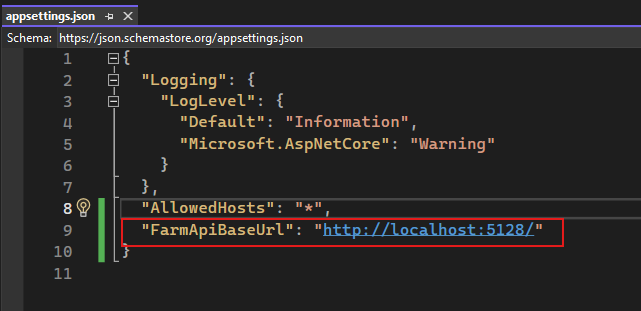 appsettings.json
Schema: https://json.schemastore.org/appsettings.json
1 {
2 "Logging": {
3 "LogLevel": {
4 "Default": "Information",
5 "Microsoft.AspNetCore": "Warning"
6 }
7 },
8 "AllowedHosts": "*",
9 "FarmApiBaseUrl": "http://localhost:5128/"
10 }
11